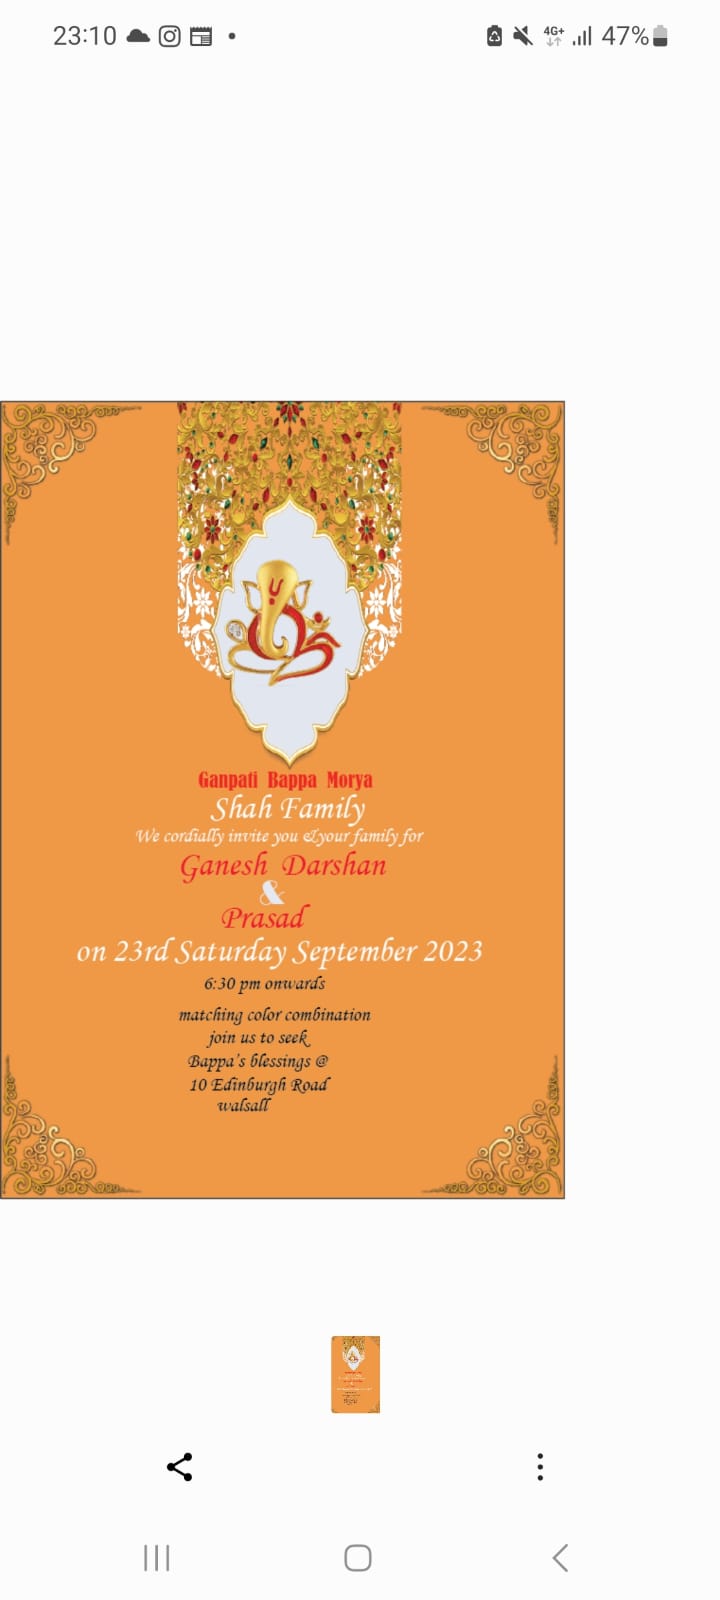 23:10
4G+
47%
Ganpati Bappa Morya
Shah Family
We cordially invite you & your family for
Ganesh Darshan
&
Prasad
on 23rd Saturday September 2023
6:30 pm onwards
matching color combination
join us to seek
Bappa's blessings @
10 Edinburgh Road
walsall